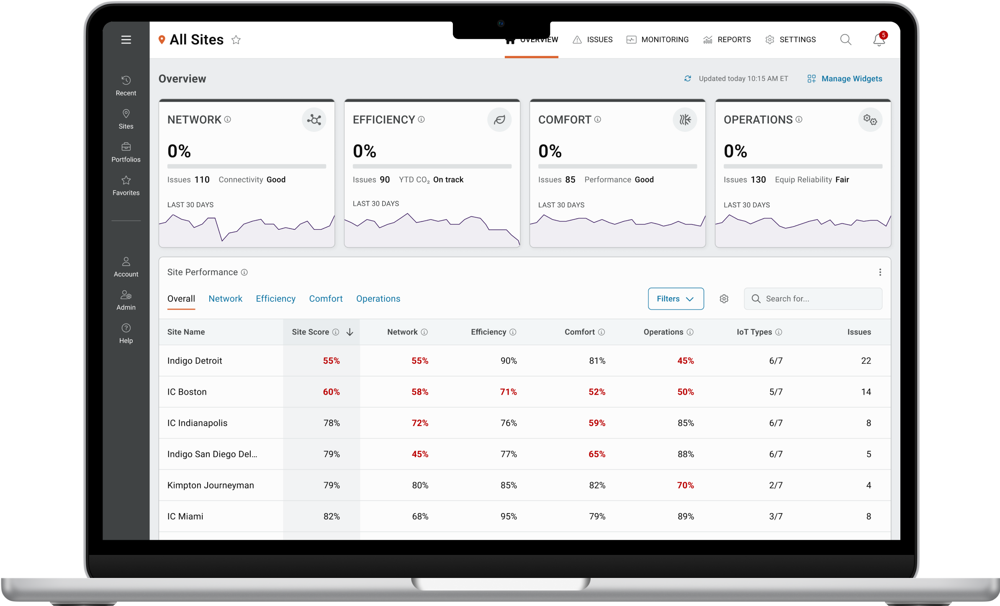 All Sites
OVERVIEW
ISSUES
MONITORING
REPORTS
SETTINGS
5
Recent
Sites
Portfolios
Favorites
Account
Admin
Help
Overview
Updated today 10:15 AM ET
Manage Widgets
NETWORK
0%
Issues 110 Connectivity Good
LAST 30 DAYS
EFFICIENCY
0%
Issues 90 YTD CO₂ On track
LAST 30 DAYS
COMFORT
0%
Issues 85 Performance Good
LAST 30 DAYS
OPERATIONS
0%
Issues 130 Equip Reliability Fair
LAST 30 DAYS
Site Performance
Overall Network Efficiency Comfort Operations
Filters
Search for...
Site Name Site Score Network Efficiency Comfort Operations IoT Types Issues
Indigo Detroit 55% 55% 90% 81% 45% 6/7 22
IC Boston 60% 58% 71% 52% 50% 5/7 14
IC Indianapolis 78% 72% 76% 59% 85% 6/7 8
Indigo San Diego Del... 79% 45% 77% 65% 88% 6/7 5
Kimpton Journeyman 79% 80% 85% 82% 70% 2/7 4
IC Miami 82% 68% 95% 79% 89% 3/7 8